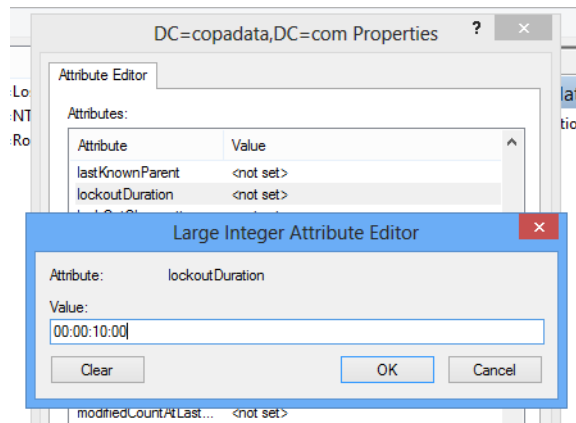 DC=copadata,DC=com Properties ? ×
Attribute Editor
Attributes:
Attribute Value
lastKnownParent <not set>
lockoutDuration <not set>
Large Integer Attribute Editor ×
Attribute: lockoutDuration
Value:
00:00:10:00
Clear OK Cancel
modifiedCountAtLast... <not set>